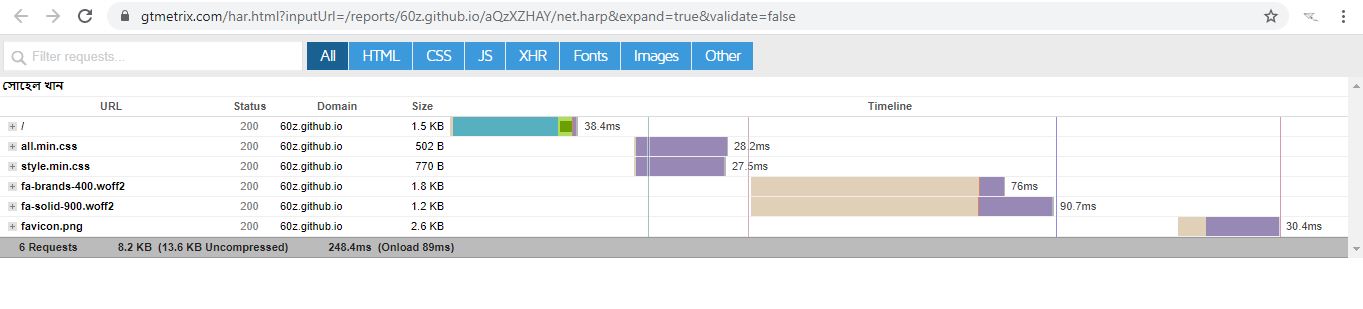 gtmetrix.com/har.html?inputUrl=/reports/60z.github.io/aQzXZHAY/net.harp&expand=true&validate=false
Filter requests... All HTML CSS JS XHR Fonts Images Other
সোহেল খান
URL Status Domain Size Timeline
/ 200 60z.github.io 1.5 KB 38.4ms
all.min.css 200 60z.github.io 502 B 28.2ms
style.min.css 200 60z.github.io 770 B 27.5ms
fa-brands-400.woff2 200 60z.github.io 1.8 KB 76ms
fa-solid-900.woff2 200 60z.github.io 1.2 KB 90.7ms
favicon.png 200 60z.github.io 2.6 KB 30.4ms
6 Requests 8.2 KB (13.6 KB Uncompressed) 248.4ms (Onload 89ms)